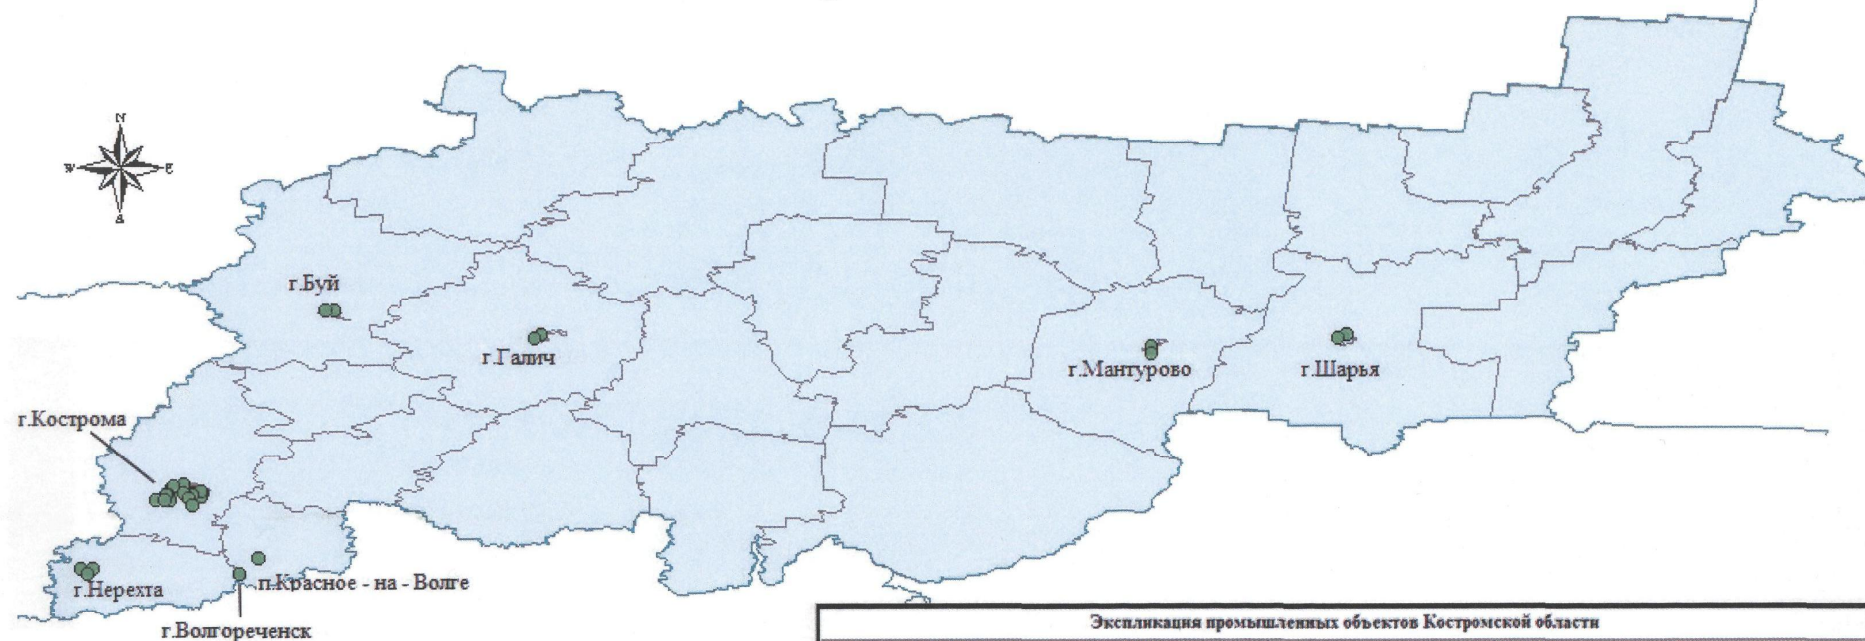 N
W E
г.Буй
г.Галич
г.Мантурово
г.Шарья
г.Кострома
п.Красное - на - Волге
г.Нерехта
г.Волгореченск
Экспликация промышленных объектов Костромской области